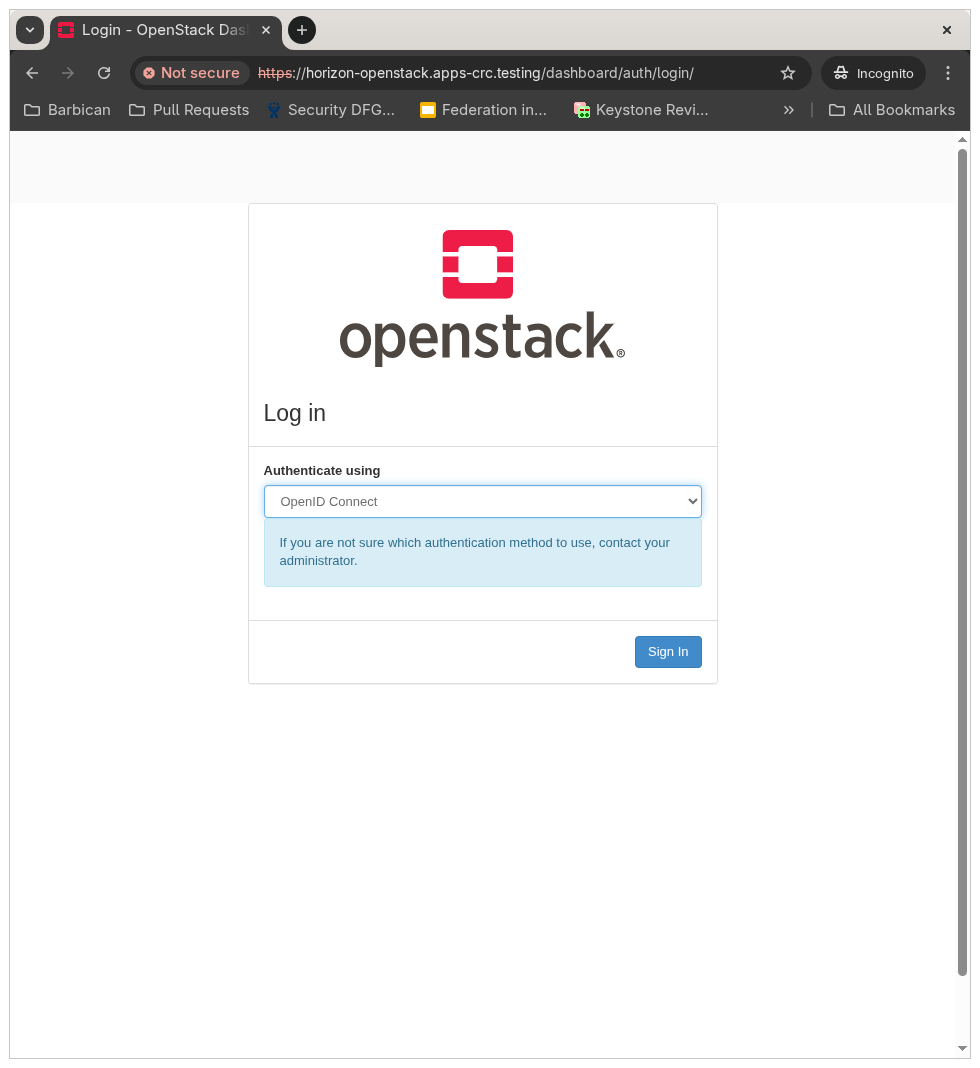 Login - OpenStack Das
Not secure
https://horizon-openstack.apps-crc.testing/dashboard/auth/login/
Incognito
Barbican
Pull Requests
Security DFG...
Federation in...
Keystone Revi...
»
All Bookmarks
openstack®
Log in
Authenticate using
OpenID Connect
If you are not sure which authentication method to use, contact your
administrator.
Sign In